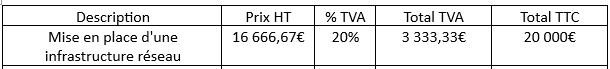 Description Prix HT % TVA Total TVA Total TTC
Mise en place d'une 16 666,67€ 20% 3 333,33€ 20 000€
infrastructure réseau